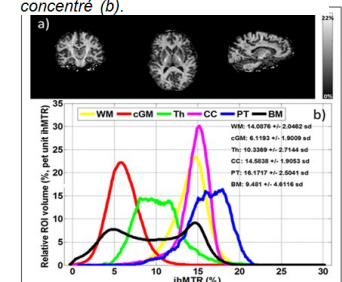 concentré (b).
a)
22%
0%
35
WM cGM Th CC PT BM
b)
30
25
20
15
10
5
0
Relative ROI volume (%, pet unit ihMTR)
WM: 14.0876 +/- 2.0462 sd
cGM: 6.1193 +/- 1.9009 sd
Th: 10.3369 +/- 2.7144 sd
CC: 14.5838 +/- 1.9053 sd
PT: 16.1717 +/- 2.5041 sd
BM: 9.481 +/- 4.6116 sd
0 5 10 15 20 25 30
ihMTR (%)